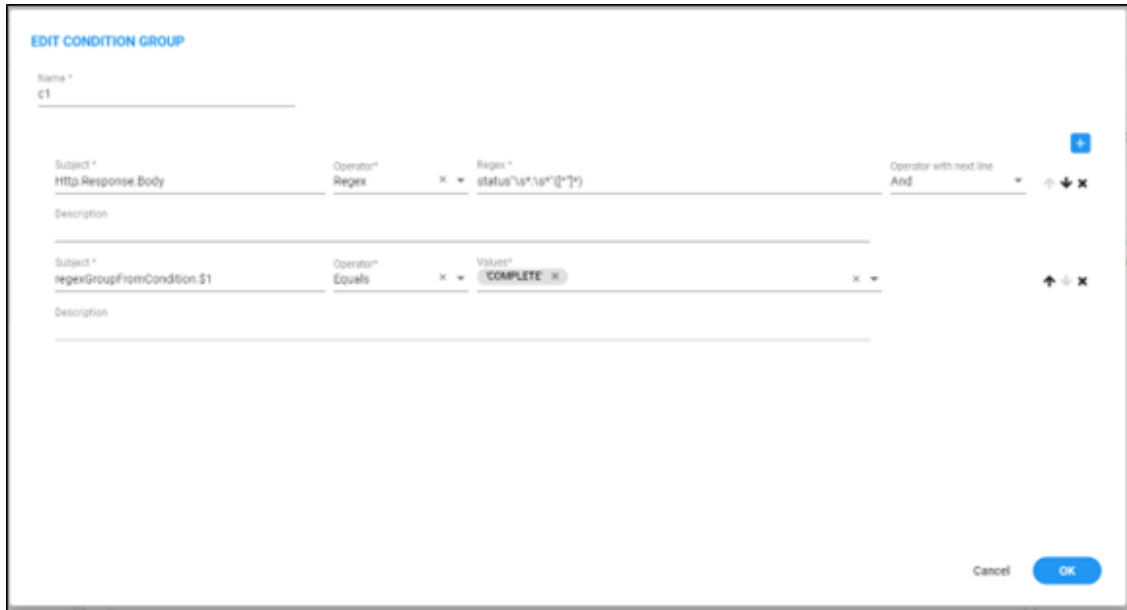 EDIT CONDITION GROUP
Name *
c1
Subject * Operator* Regex * Operator with next line
Http.Response.Body Regex status"\s*:\s*"([^"]*) And
Description
Subject * Operator* Values*
regexGroupFromCondition.$1 Equals 'COMPLETE'
Description
Cancel OK